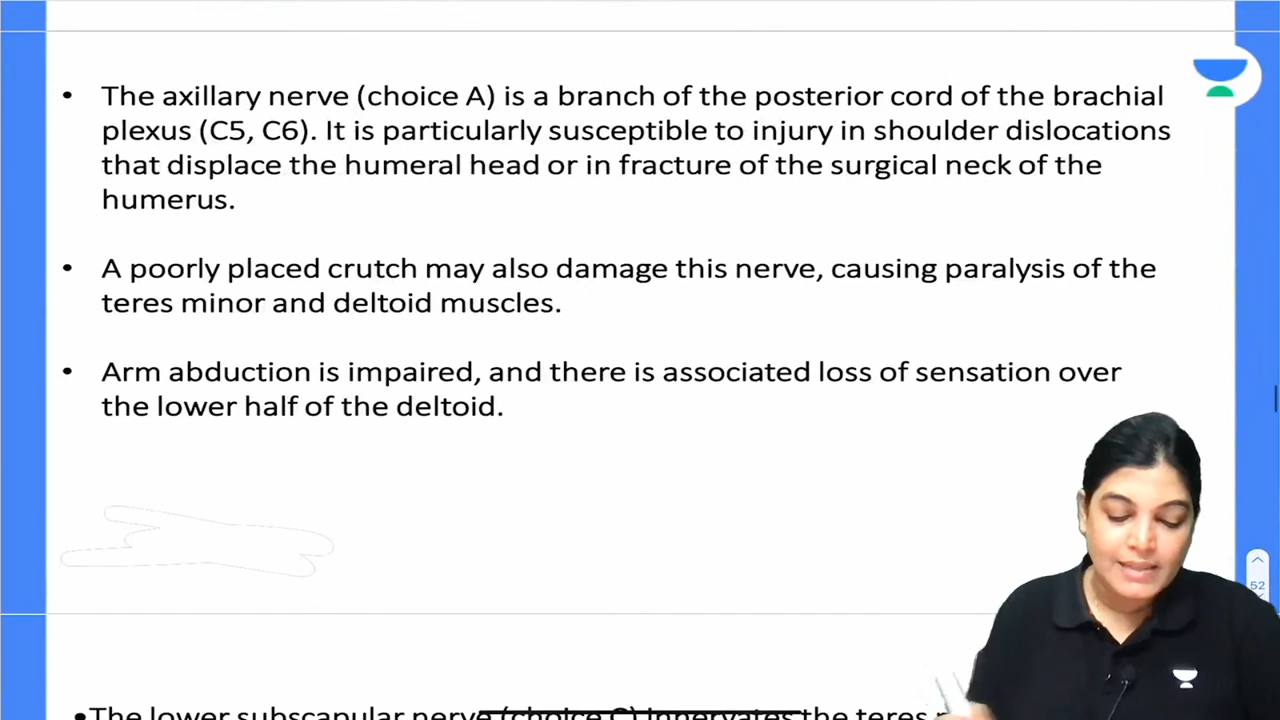 • The axillary nerve (choice A) is a branch of the posterior cord of the brachial
plexus (C5, C6). It is particularly susceptible to injury in shoulder dislocations
that displace the humeral head or in fracture of the surgical neck of the
humerus.
• A poorly placed crutch may also damage this nerve, causing paralysis of the
teres minor and deltoid muscles.
• Arm abduction is impaired, and there is associated loss of sensation over
the lower half of the deltoid.
52
•The lower subscapular nerve (choice C) innervates the teres